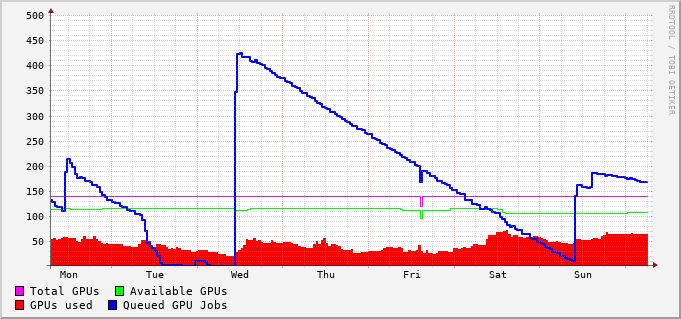 500
450
400
350
300
250
200
150
100
50
Mon Tue Wed Thu Fri Sat Sun
Total GPUs Available GPUs
GPUs used Queued GPU Jobs
RRDTOOL / TOBI OETIKER